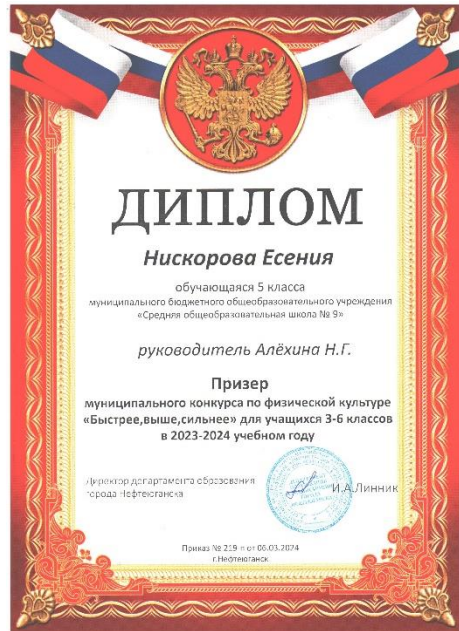 ДИПЛОМ
Нискорова Есения
обучающаяся 5 класса
муниципального бюджетного общеобразовательного учреждения
«Средняя общеобразовательная школа № 9»
руководитель Алёхина Н.Г.
Призер
муниципального конкурса по физической культуре
«Быстрее,выше,сильнее» для учащихся 3-6 классов
в 2023-2024 учебном году
Директор департамента образования
города Нефтеюганска
И.А.Линник
Приказ № 219-п от 06.03.2024
г.Нефтеюганск